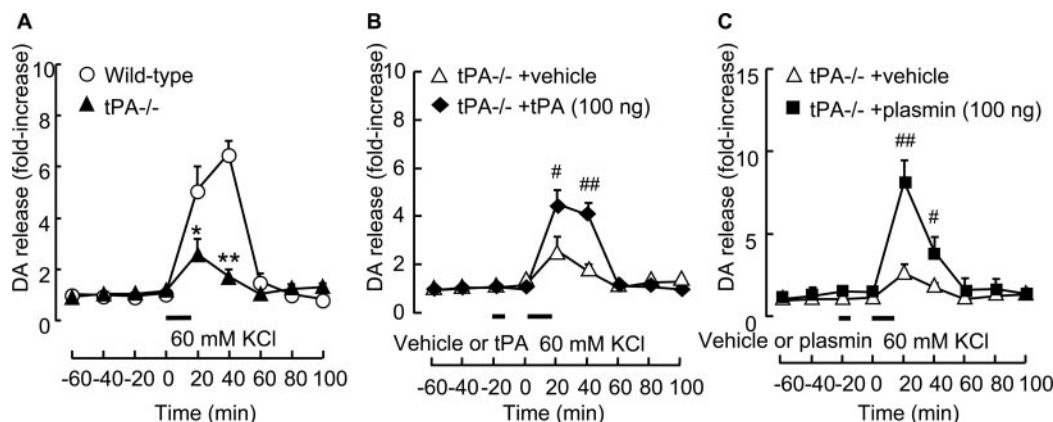 A
Wild-type
tPA-/-
DA release (fold-increase)
10
8
6
4
2
0
*
**
60 mM KCl
-60-40-20 0 20 40 60 80 100
Time (min)
B
tPA-/- +vehicle
tPA-/- +tPA (100 ng)
DA release (fold-increase)
10
8
6
4
2
0
#
##
Vehicle or tPA 60 mM KCl
-60-40-20 0 20 40 60 80 100
Time (min)
C
tPA-/- +vehicle
tPA-/- +plasmin (100 ng)
DA release (fold-increase)
15
10
5
0
##
#
Vehicle or plasmin 60 mM KCl
-60-40-20 0 20 40 60 80 100
Time (min)